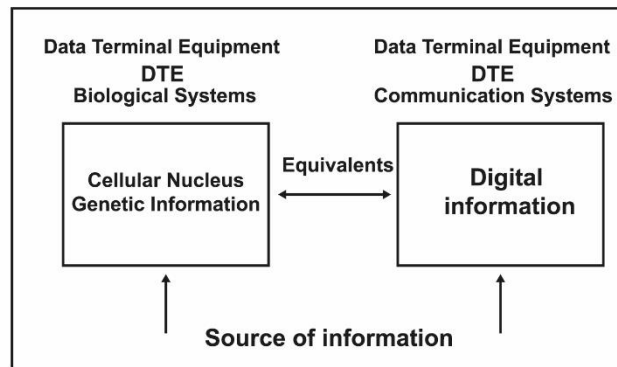 Data Terminal Equipment
DTE
Biological Systems
Data Terminal Equipment
DTE
Communication Systems
Cellular Nucleus
Genetic Information
Equivalents
Digital
information
Source of information